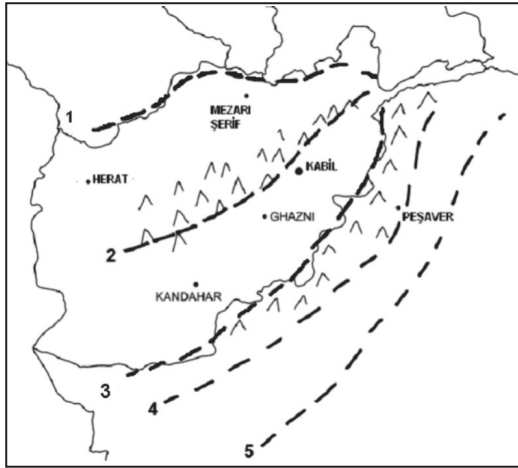 1
MEZARI
ŞERİF
HERAT
KABİL
GHAZNI
PEŞAVER
2
KANDAHAR
3
4
5